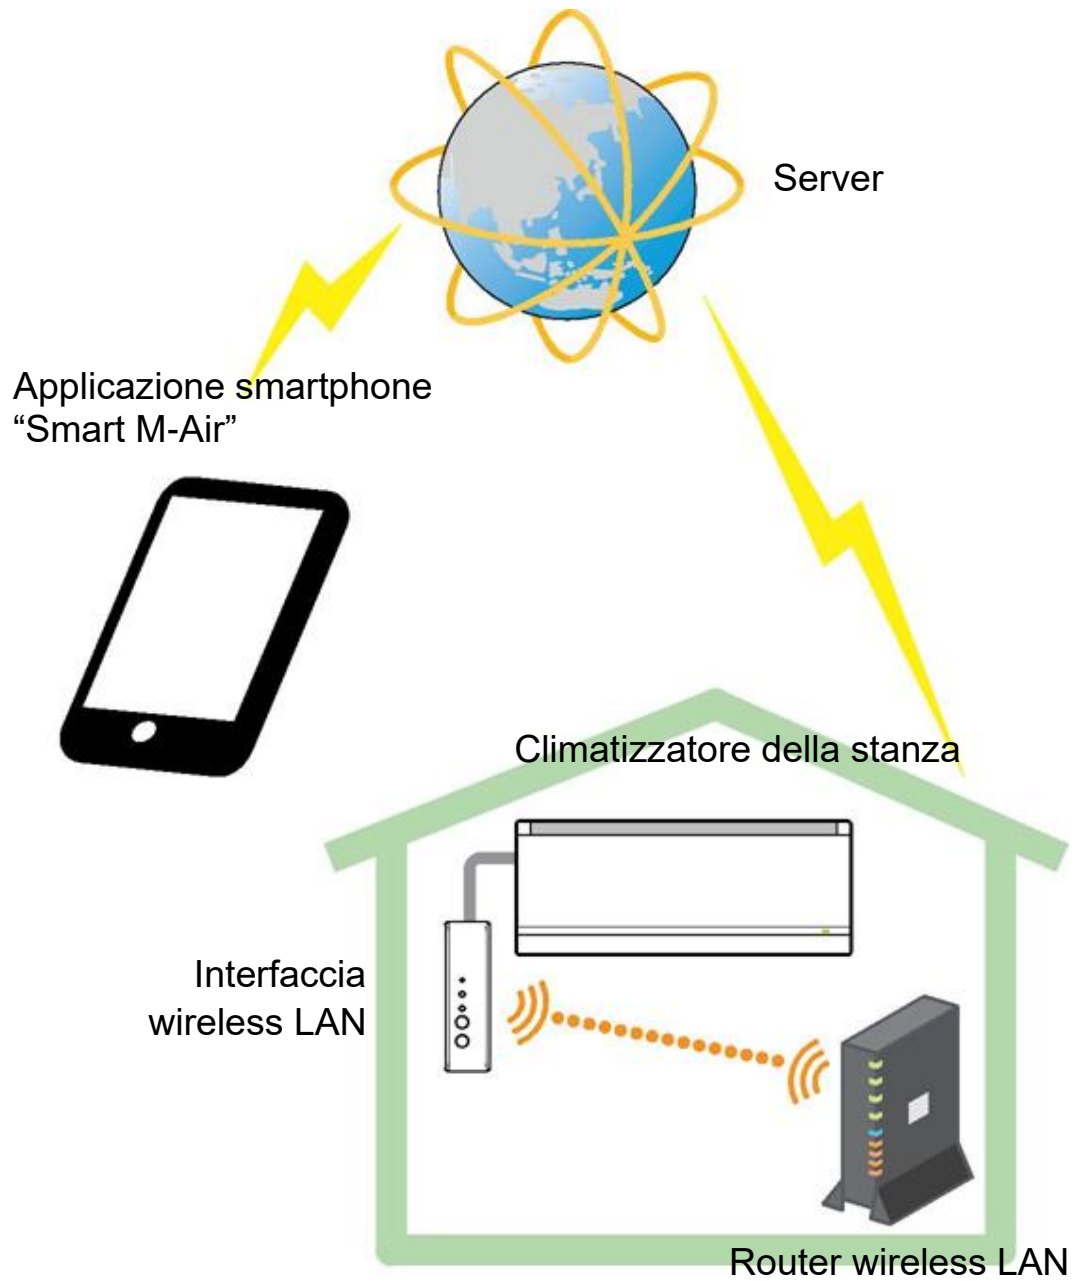 Server
Applicazione smartphone
“Smart M-Air”
Climatizzatore della stanza
Interfaccia
wireless LAN
Router wireless LAN